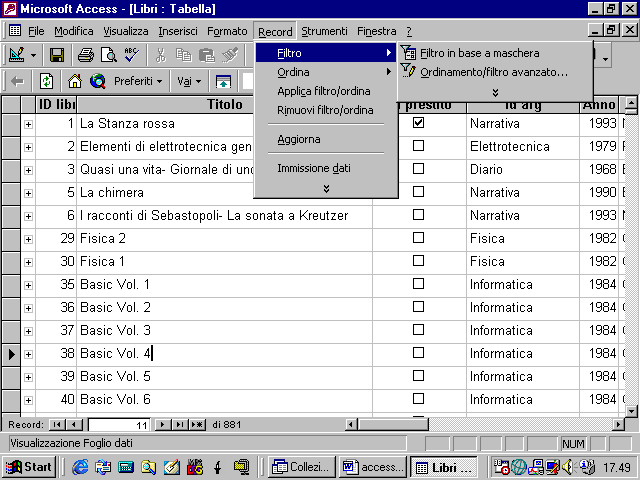 Microsoft Access - [Libri : Tabella]
File Modifica Visualizza Inserisci Formato Record Strumenti Finestra ?
Filtro
Ordina
Applica filtro/ordina
Rimuovi filtro/ordina
Aggiorna
Immissione dati
Filtro in base a maschera
Ordinamento/filtro avanzato...
Preferiti Vai
ID libr Titolo prestito id arg Anno
1 La Stanza rossa Narrativa 1993
2 Elementi di elettrotecnica gen Elettrotecnica 1979
3 Quasi una vita- Giornale di uno Diario 1968
5 La chimera Narrativa 1990
6 I racconti di Sebastopoli- La sonata a Kreutzer Narrativa 1993
29 Fisica 2 Fisica 1982
30 Fisica 1 Fisica 1982
35 Basic Vol. 1 Informatica 1984
36 Basic Vol. 2 Informatica 1984
37 Basic Vol. 3 Informatica 1984
38 Basic Vol. 4 Informatica 1984
39 Basic Vol. 5 Informatica 1984
40 Basic Vol. 6 Informatica 1984
Record: 11 di 881
Visualizzazione Foglio dati NUM
Start Collezi... access... Libri ... 17.49